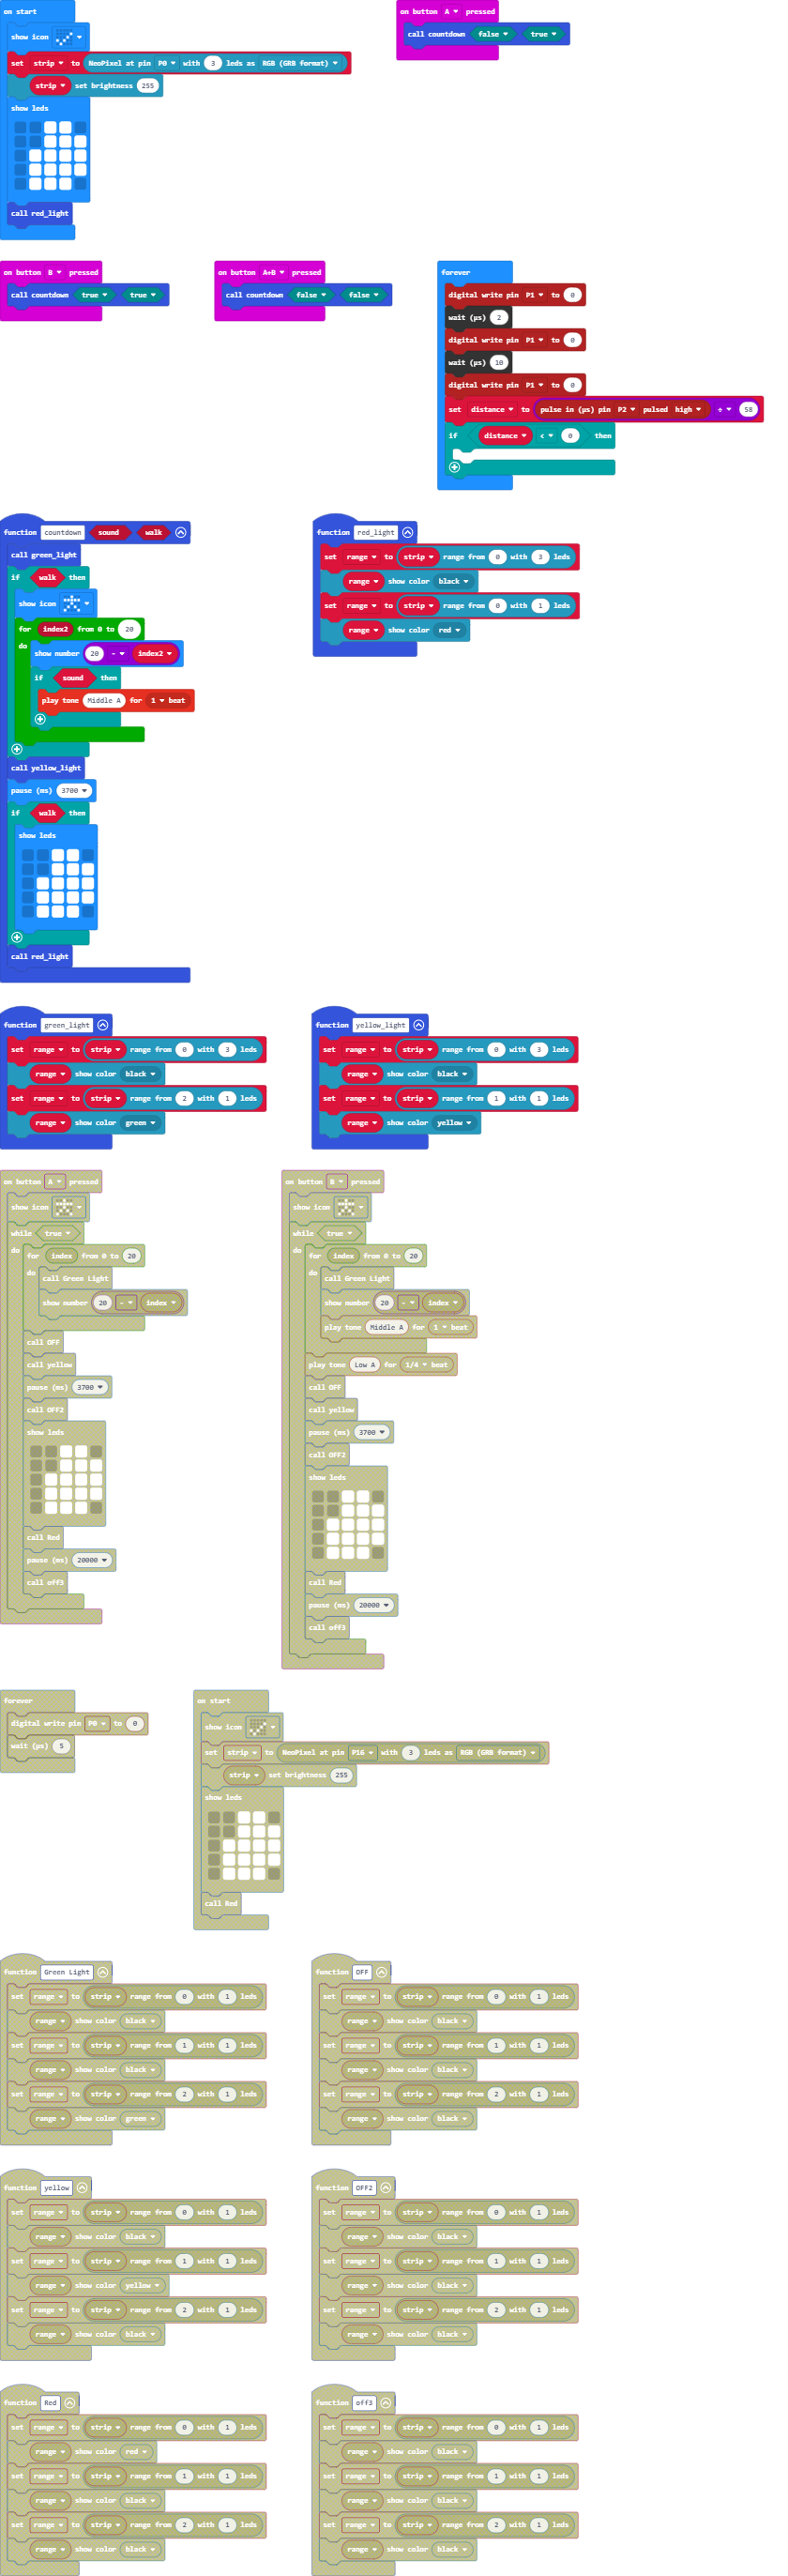 on start
show icon
set strip to NeoPixel at pin P0 with 3 leds as RGB (GRB format)
strip set brightness 255
show leds
call red_light
on button A pressed
call countdown false true
on button B pressed
call countdown true true
on button A+B pressed
call countdown false false
forever
digital write pin P1 to 0
wait (µs) 2
digital write pin P1 to 0
wait (µs) 10
digital write pin P1 to 0
set distance to pulse in (µs) pin P2 pulsed high ÷ 58
if distance < 0 then
function countdown sound walk
call green_light
if walk then
show icon
for index2 from 0 to 20
do show number 20 - index2
if sound then
play tone Middle A for 1 beat
call yellow_light
pause (ms) 3700
if walk then
show leds
call red_light
function red_light
set range to strip range from 0 with 3 leds
range show color black
set range to strip range from 0 with 1 leds
range show color red
function green_light
set range to strip range from 0 with 3 leds
range show color black
set range to strip range from 2 with 1 leds
range show color green
function yellow_light
set range to strip range from 0 with 3 leds
range show color black
set range to strip range from 1 with 1 leds
range show color yellow
on button A pressed
show icon
while true
do for index from 0 to 20
do call Green Light
show number 20 - index
call OFF
call yellow
pause (ms) 3700
call OFF2
show leds
call Red
pause (ms) 20000
call off3
on button B pressed
show icon
while true
do for index from 0 to 20
do call Green Light
show number 20 - index
play tone Middle A for 1 beat
play tone Low A for 1/4 beat
call OFF
call yellow
pause (ms) 3700
call OFF2
show leds
call Red
pause (ms) 20000
call off3
forever
digital write pin P0 to 0
wait (µs) 5
on start
show icon
set strip to NeoPixel at pin P16 with 3 leds as RGB (GRB format)
strip set brightness 255
show leds
call Red
function Green Light
set range to strip range from 0 with 1 leds
range show color black
set range to strip range from 1 with 1 leds
range show color black
set range to strip range from 2 with 1 leds
range show color green
function OFF
set range to strip range from 0 with 1 leds
range show color black
set range to strip range from 1 with 1 leds
range show color black
set range to strip range from 2 with 1 leds
range show color black
function yellow
set range to strip range from 0 with 1 leds
range show color black
set range to strip range from 1 with 1 leds
range show color yellow
set range to strip range from 2 with 1 leds
range show color black
function OFF2
set range to strip range from 0 with 1 leds
range show color black
set range to strip range from 1 with 1 leds
range show color black
set range to strip range from 2 with 1 leds
range show color black
function Red
set range to strip range from 0 with 1 leds
range show color red
set range to strip range from 1 with 1 leds
range show color black
set range to strip range from 2 with 1 leds
range show color black
function off3
set range to strip range from 0 with 1 leds
range show color black
set range to strip range from 1 with 1 leds
range show color black
set range to strip range from 2 with 1 leds
range show color black